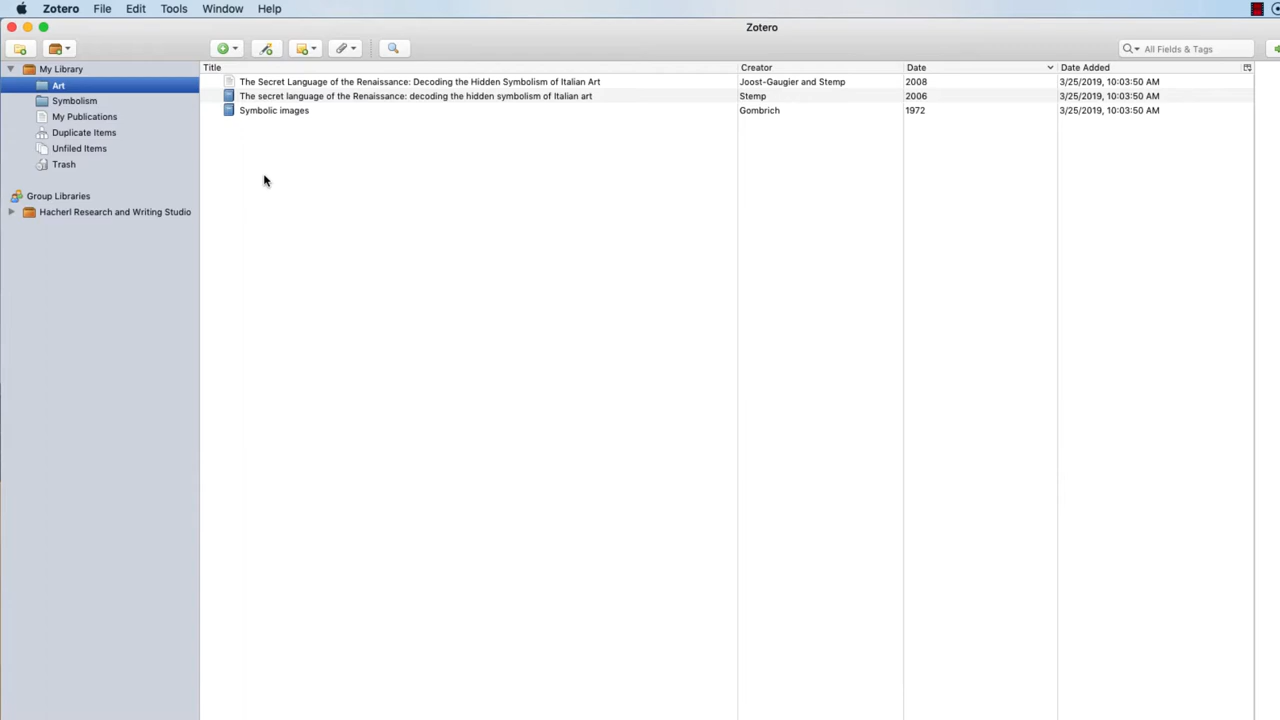 Zotero File Edit Tools Window Help
Zotero
All Fields & Tags
Title Creator Date Date Added
My Library
Art
Symbolism
My Publications
Duplicate Items
Unfiled Items
Trash
Group Libraries
Hacherl Research and Writing Studio
The Secret Language of the Renaissance: Decoding the Hidden Symbolism of Italian Art Joost-Gaugier and Stemp 2008 3/25/2019, 10:03:50 AM
The secret language of the Renaissance: decoding the hidden symbolism of Italian art Stemp 2006 3/25/2019, 10:03:50 AM
Symbolic images Gombrich 1972 3/25/2019, 10:03:50 AM